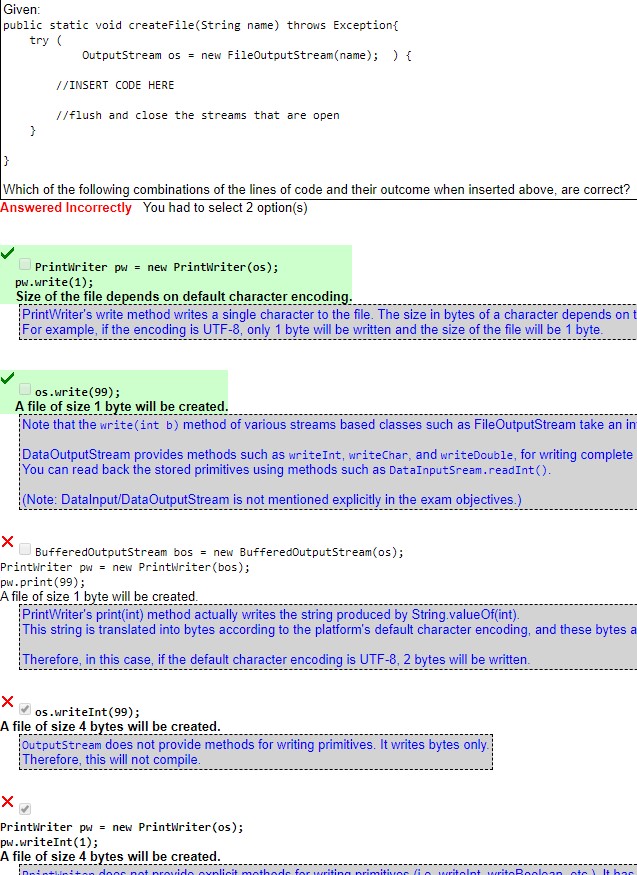 Given:
public static void createFile(String name) throws Exception{
try (
OutputStream os = new FileOutputStream(name);  ) {
//INSERT CODE HERE
//flush and close the streams that are open
}
}
Which of the following combinations of the lines of code and their outcome when inserted above, are correct?
Answered Incorrectly You had to select 2 option(s)
PrintWriter pw = new PrintWriter(os);
pw.write(1);
Size of the file depends on default character encoding.
PrintWriter's write method writes a single character to the file. The size in bytes of a character depends on
For example, if the encoding is UTF-8, only 1 byte will be written and the size of the file will be 1 byte.
os.write(99);
A file of size 1 byte will be created.
Note that the write(int b) method of various streams based classes such as FileOutputStream take an
DataOutputStream provides methods such as writeInt, writeChar, and writeDouble, for writing complete
You can read back the stored primitives using methods such as DataInputSream.readInt().
(Note: DataInput/DataOutputStream is not mentioned explicitly in the exam objectives.)
BufferedOutputStream bos = new BufferedOutputStream(os);
PrintWriter pw = new PrintWriter(bos);
pw.print(99);
A file of size 1 byte will be created.
PrintWriter's print(int) method actually writes the string produced by String.valueOf(int).
This string is translated into bytes according to the platform's default character encoding, and these bytes
Therefore, in this case, if the default character encoding is UTF-8, 2 bytes will be written.
os.writeInt(99);
A file of size 4 bytes will be created.
OutputStream does not provide methods for writing primitives. It writes bytes only.
Therefore, this will not compile.
PrintWriter pw = new PrintWriter(os);
pw.writeInt(1);
A file of size 4 bytes will be created.
PrintWriter does not provide explicit methods for writing primitives (i.e. writeInt, writeBoolean, etc.). It has